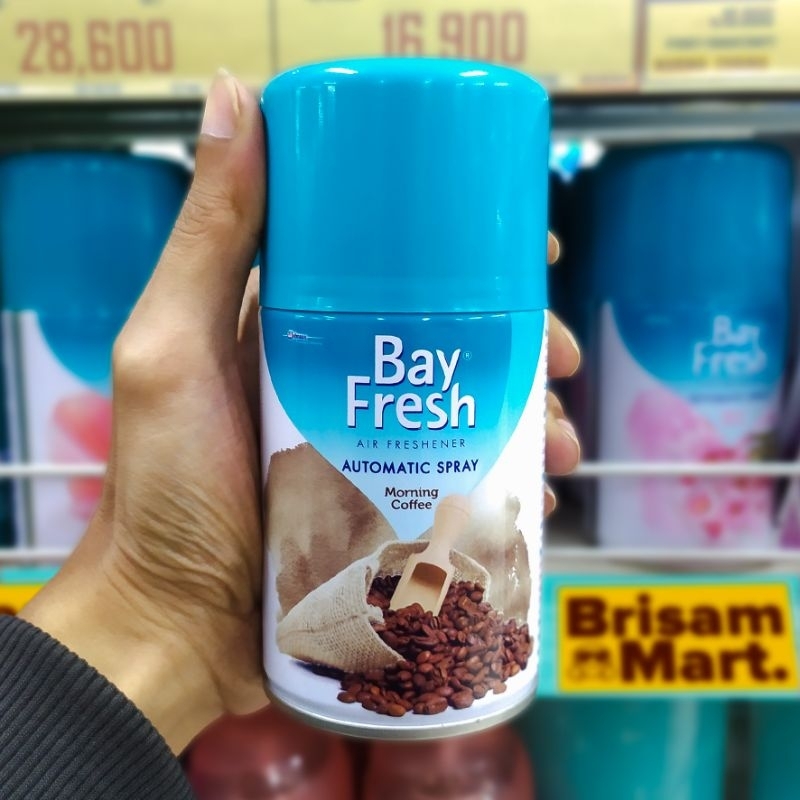 28,600
16,900
Bay
Fresh®
AIR FRESHENER
AUTOMATIC SPRAY
Morning
Coffee
Bay
Fresh
Brisam
Mart.